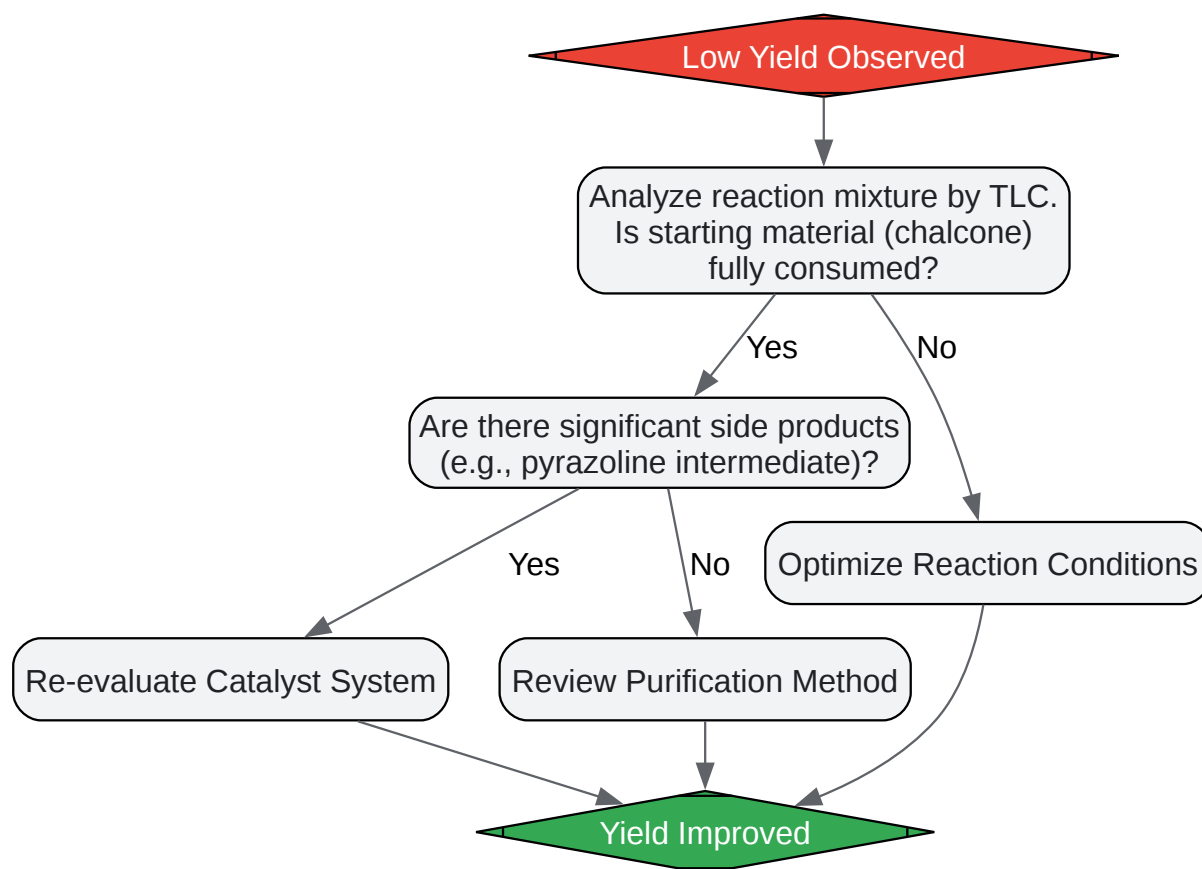 Low Yield Observed
Analyze reaction mixture by TLC.
Is starting material (chalcone)
fully consumed?
Yes
No
Are there significant side products
(e.g., pyrazoline intermediate)?
Yes
No
Optimize Reaction Conditions
Re-evaluate Catalyst System
Review Purification Method
Yield Improved